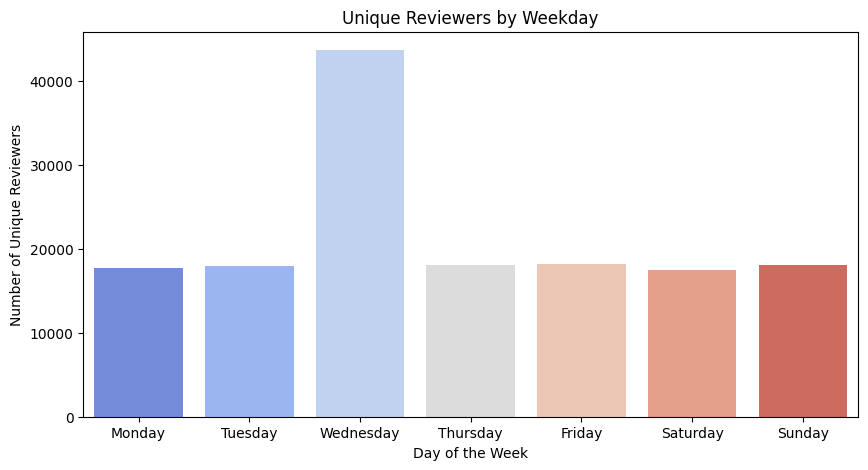 Unique Reviewers by Weekday
Number of Unique Reviewers
40000
30000
20000
10000
0
Monday Tuesday Wednesday Thursday Friday Saturday Sunday
Day of the Week